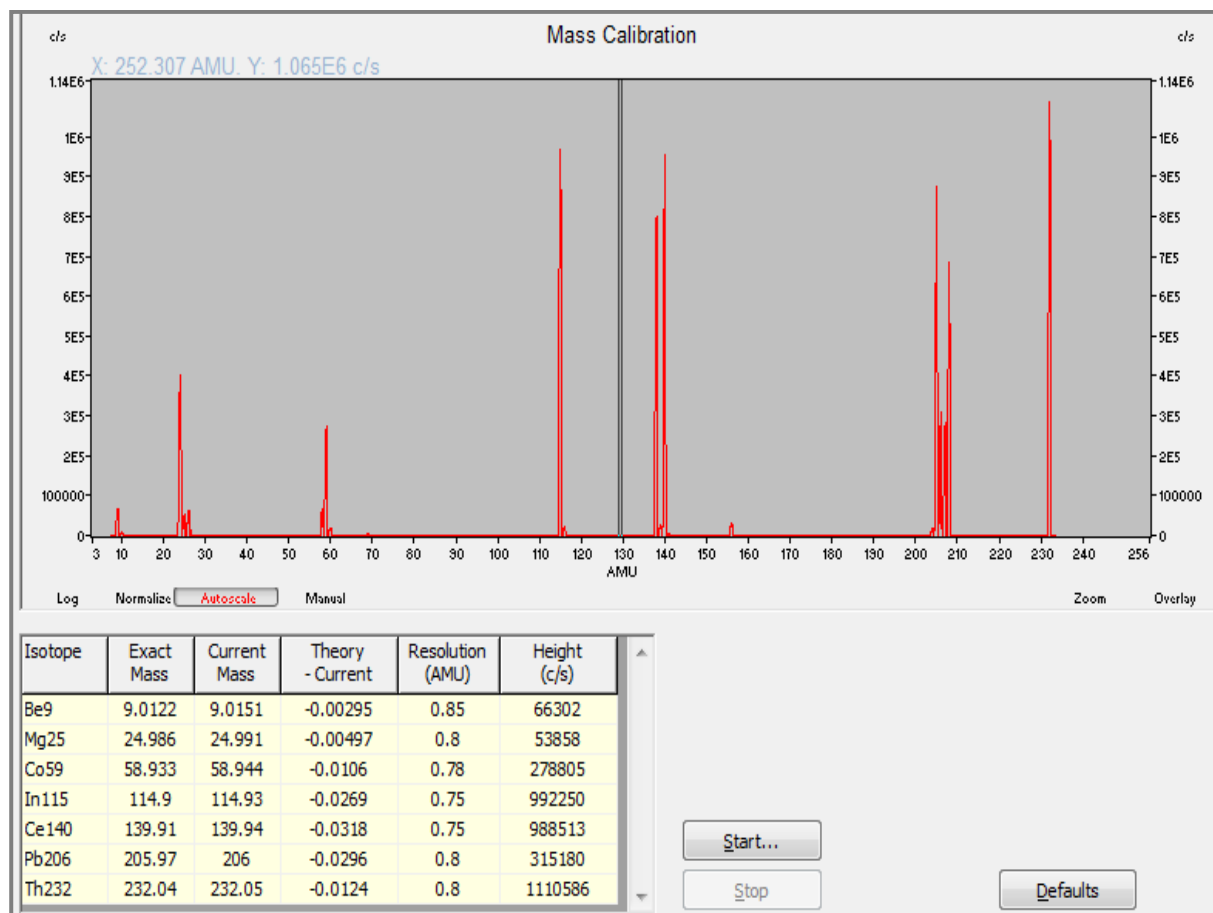 c/s Mass Calibration c/s
X: 252.307 AMU. Y: 1.065E6 c/s
1.14E6 1.14E6
1E6 1E6
9E5 9E5
8E5 8E5
7E5 7E5
6E5 6E5
5E5 5E5
4E5 4E5
3E5 3E5
2E5 2E5
100000 100000
0 0
3 10 20 30 40 50 60 70 80 90 100 110 120 130 140 150 160 170 180 190 200 210 220 230 240 256
AMU
Log Normalize Autoscale Manual Zoom Overlay
Isotope Exact Mass Current Mass Theory - Current Resolution (AMU) Height (c/s)
Be9 9.0122 9.0151 -0.00295 0.85 66302
Mg25 24.986 24.991 -0.00497 0.8 53858
Co59 58.933 58.944 -0.0106 0.78 278805
In115 114.9 114.93 -0.0269 0.75 992250
Ce140 139.91 139.94 -0.0318 0.75 988513
Pb206 205.97 206 -0.0296 0.8 315180
Th232 232.04 232.05 -0.0124 0.8 1110586
Start...
Stop Defaults